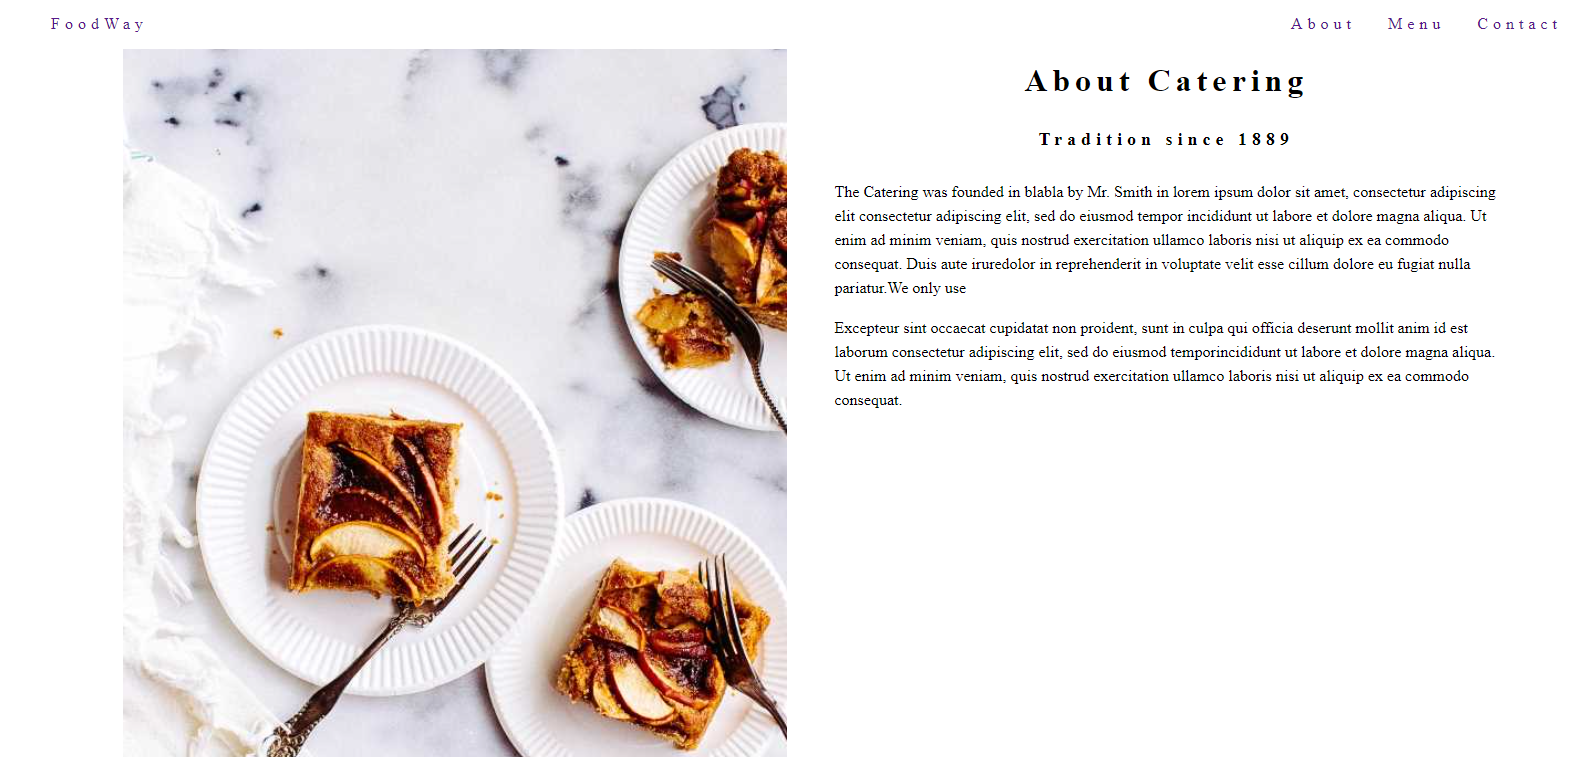 FoodWay
About Menu Contact
About Catering
Tradition since 1889
The Catering was founded in blabla by Mr. Smith in lorem ipsum dolor sit amet, consectetur adipiscing
elit consectetur adipiscing elit, sed do eiusmod tempor incididunt ut labore et dolore magna aliqua. Ut
enim ad minim veniam, quis nostrud exercitation ullamco laboris nisi ut aliquip ex ea commodo
consequat. Duis aute iruredolor in reprehenderit in voluptate velit esse cillum dolore eu fugiat nulla
pariatur.We only use
Excepteur sint occaecat cupidatat non proident, sunt in culpa qui officia deserunt mollit anim id est
laborum consectetur adipiscing elit, sed do eiusmod temporincididunt ut labore et dolore magna aliqua.
Ut enim ad minim veniam, quis nostrud exercitation ullamco laboris nisi ut aliquip ex ea commodo
consequat.